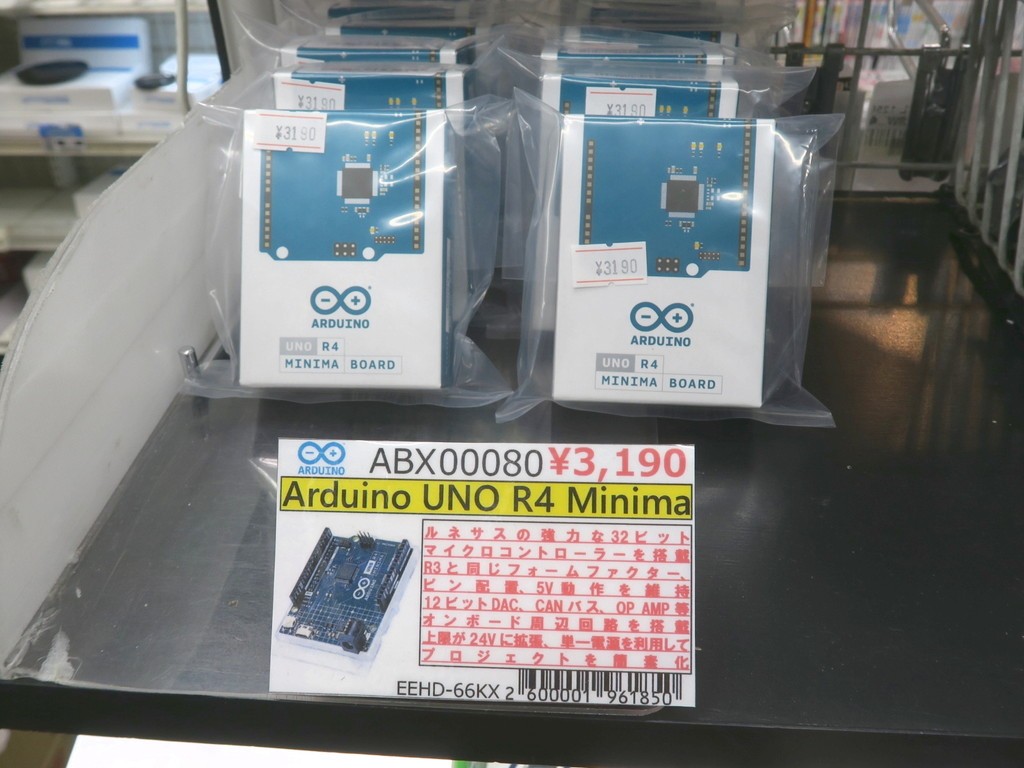 ¥3190
¥3190
¥3190
¥3190
ARDUINO
UNO R4
MINIMA BOARD
ARDUINO
UNO R4
MINIMA BOARD
ARDUINO
ABX00080 ¥3,190
Arduino UNO R4 Minima
ルネサスの強力な32ビット
マイクロコントローラーを搭載
R3と同じフォームファクター、
ピン配置、5V動作を維持
12ビットDAC、CANバス、OP AMP等
オンボード周辺回路を搭載
上限が24Vに拡張、単一電源を利用して
プロジェクトを簡素化
EEHD-66KX 2 600001 961850